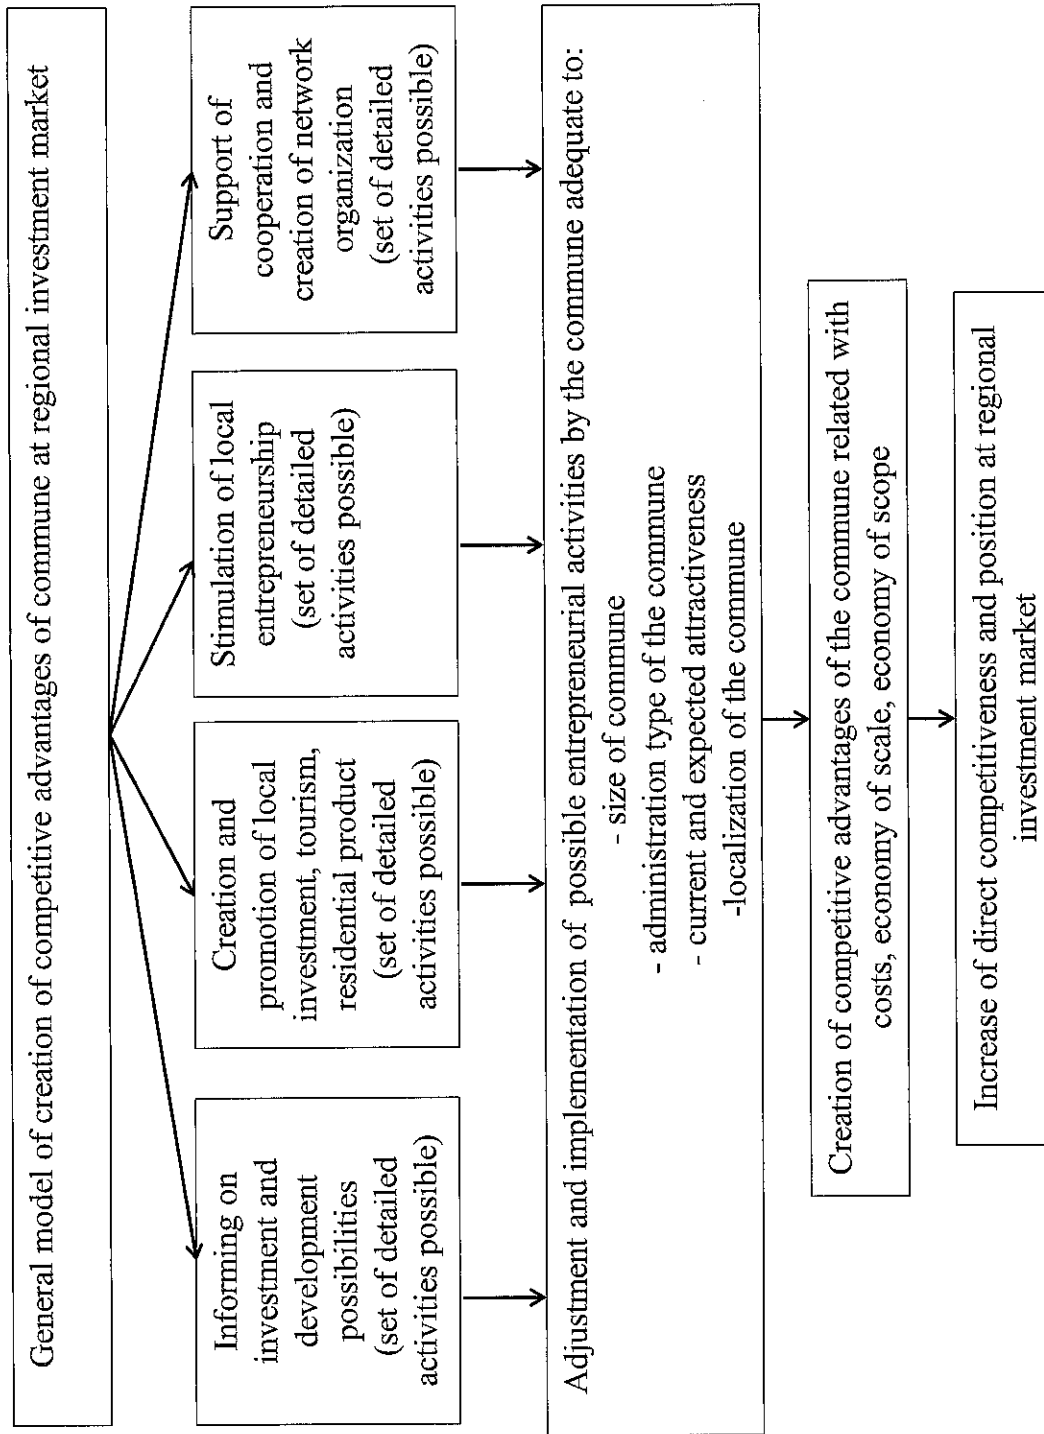 General model of creation of competitive advantages of commune at regional investment market
Informing on
investment and
development
possibilities
(set of detailed
activities possible)
Creation and
promotion of local
investment, tourism,
residential product
(set of detailed
activities possible)
Stimulation of local
entrepreneurship
(set of detailed
activities possible)
Support of
cooperation and
creation of network
organization
(set of detailed
activities possible)
Adjustment and implementation of possible entrepreneurial activities by the commune adequate to:
- size of commune
- administration type of the commune
- current and expected attractiveness
-localization of the commune
Creation of competitive advantages of the commune related with
costs, economy of scale, economy of scope
Increase of direct competitiveness and position at regional
investment market